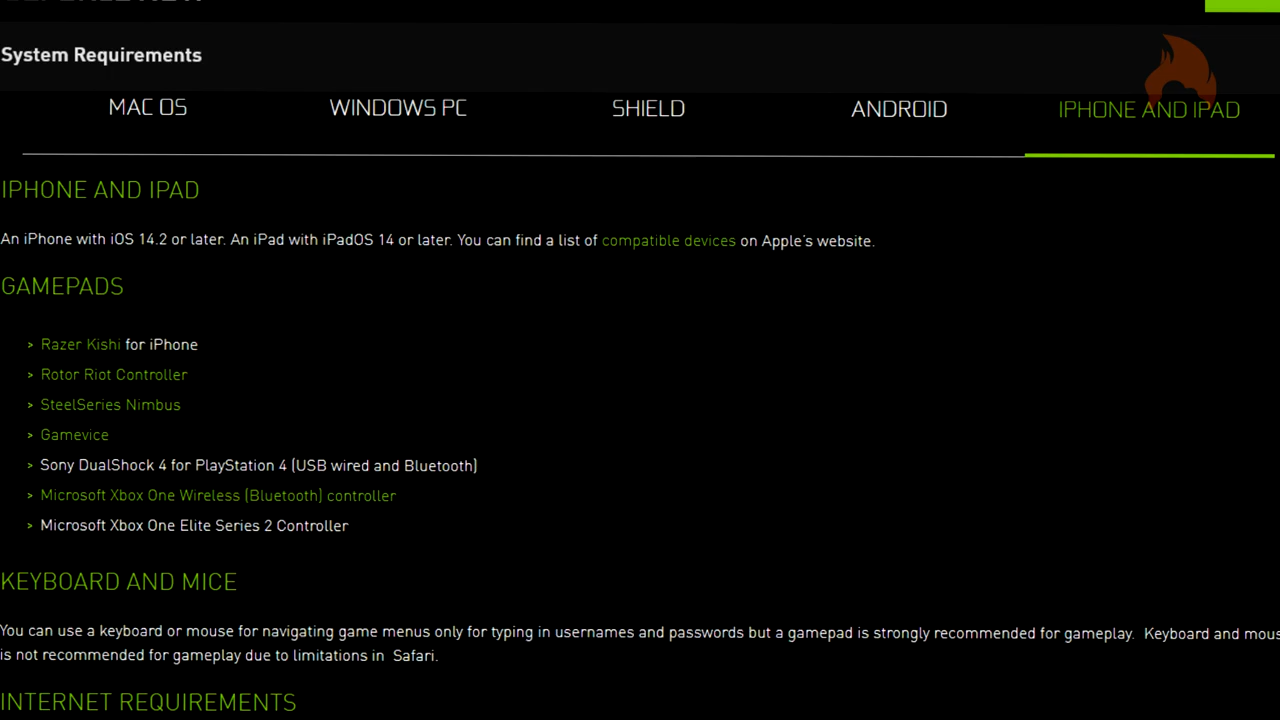 System Requirements
MAC OS WINDOWS PC SHIELD ANDROID IPHONE AND IPAD
IPHONE AND IPAD
An iPhone with iOS 14.2 or later. An iPad with iPadOS 14 or later. You can find a list of compatible devices on Apple's website.
GAMEPADS
> Razer Kishi for iPhone
> Rotor Riot Controller
> SteelSeries Nimbus
> Gamevice
> Sony DualShock 4 for PlayStation 4 (USB wired and Bluetooth)
> Microsoft Xbox One Wireless (Bluetooth) controller
> Microsoft Xbox One Elite Series 2 Controller
KEYBOARD AND MICE
You can use a keyboard or mouse for navigating game menus only for typing in usernames and passwords but a gamepad is strongly recommended for gameplay. Keyboard and mous
is not recommended for gameplay due to limitations in Safari.
INTERNET REQUIREMENTS